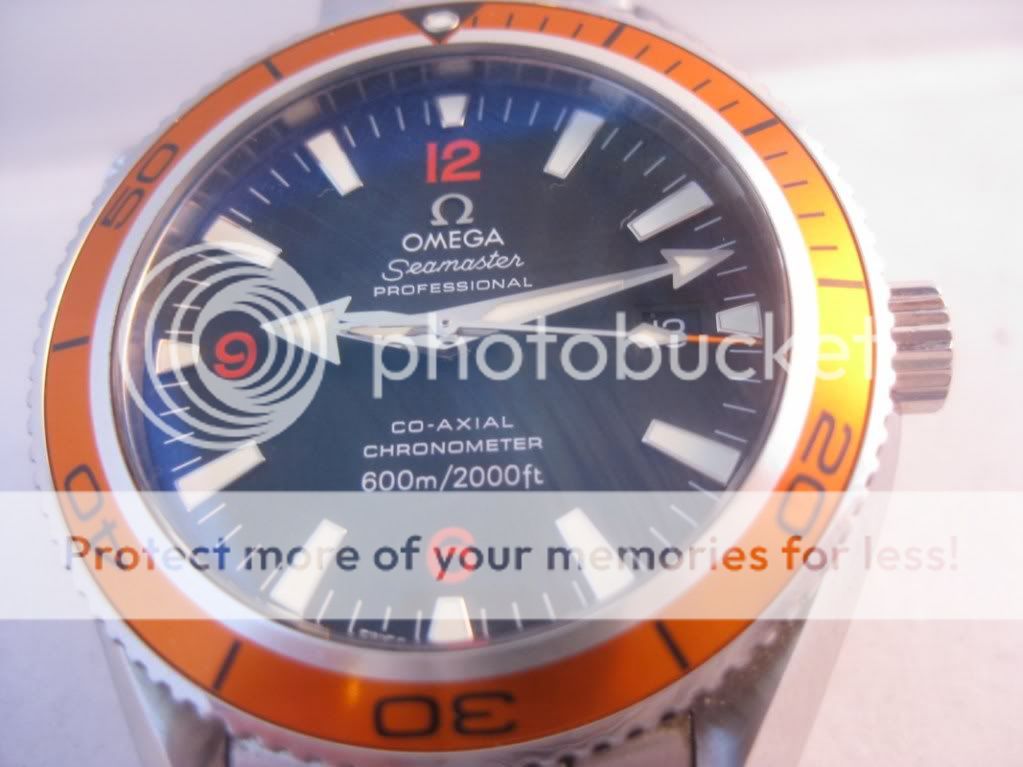 50
12
Ω
OMEGA
Seamaster
PROFESSIONAL
9
photobucket
CO-AXIAL
CHRONOMETER
600m/2000ft
20
40
Protect more of your memories for less!
6
30